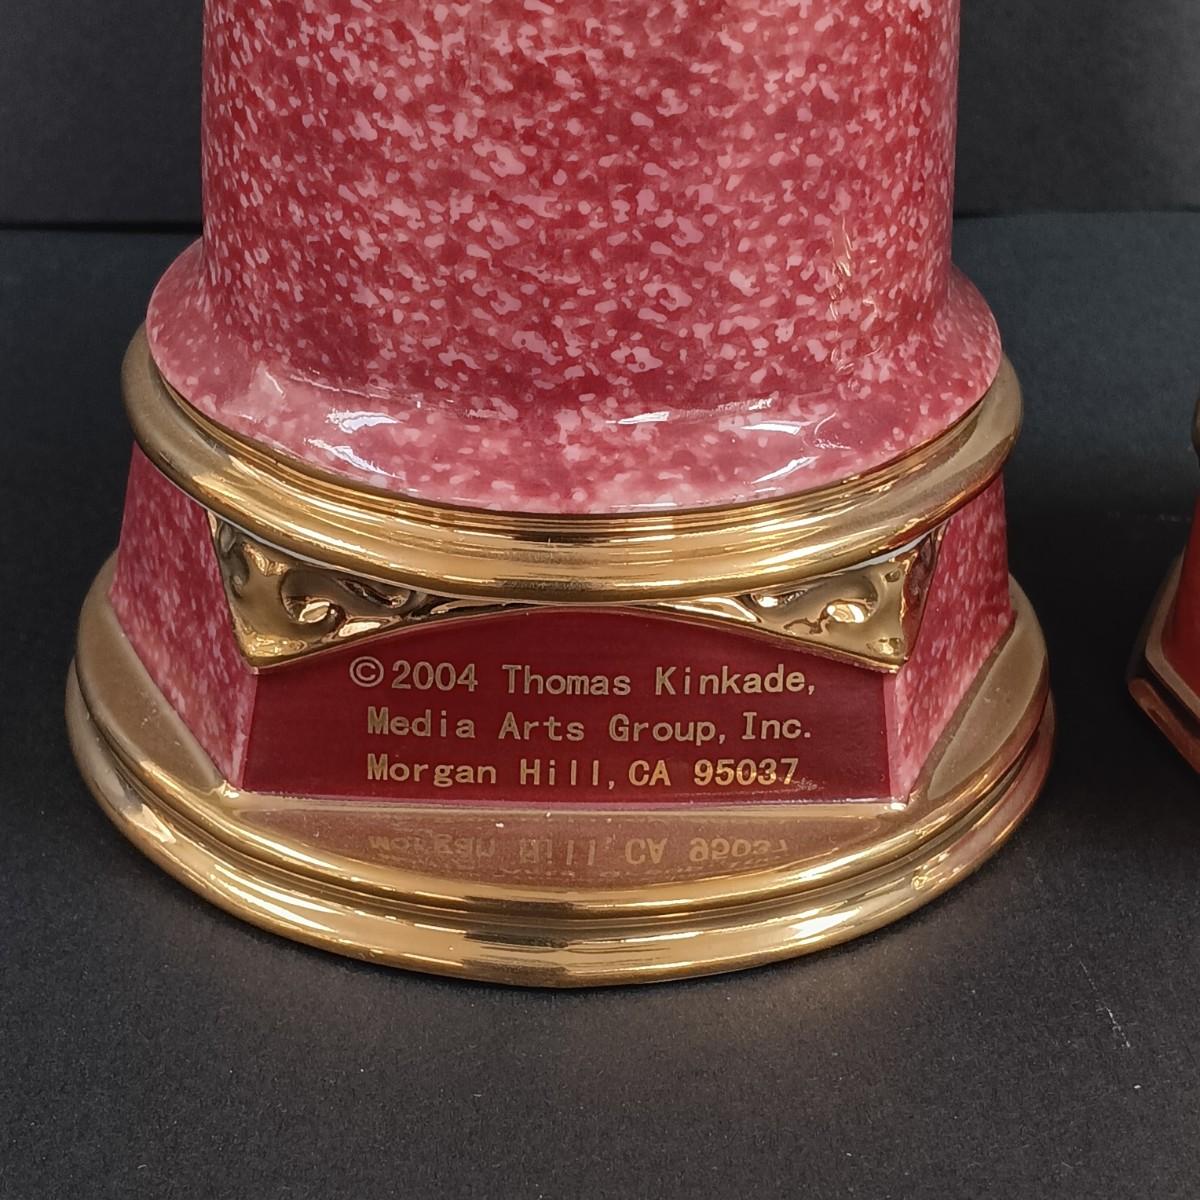 ©2004 Thomas Kinkade,
Media Arts Group, Inc.
Morgan Hill, CA 95037